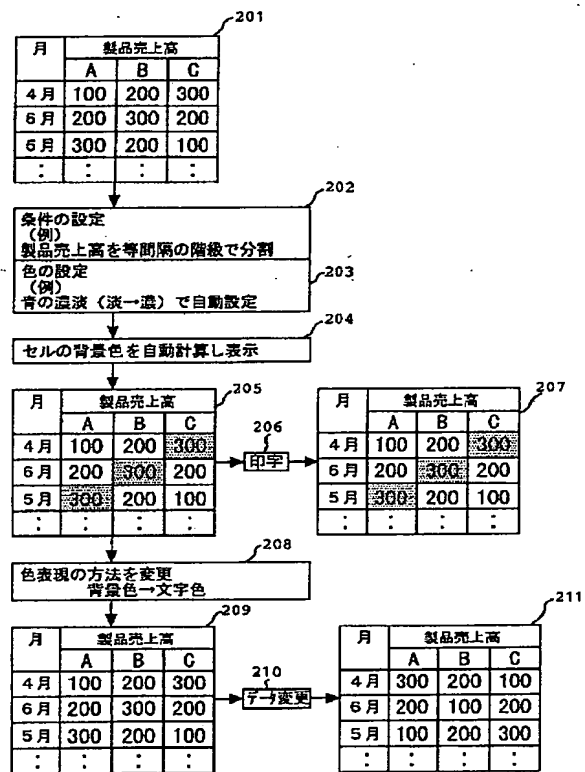 201
月 製品売上高
A B C
4月 100 200 300
6月 200 300 200
5月 300 200 100
: : : :
202
条件の設定
(例)
製品売上高を等間隔の階級で分割
203
色の設定
(例)
青の濃淡(淡→濃)で自動設定
204
セルの背景色を自動計算し表示
205
月 製品売上高
A B C
4月 100 200 300
6月 200 300 200
5月 300 200 100
: : : :
206
印字
207
月 製品売上高
A B C
4月 100 200 300
6月 200 300 200
5月 300 200 100
: : : :
208
色表現の方法を変更
背景色→文字色
209
月 製品売上高
A B C
4月 100 200 300
6月 200 300 200
5月 300 200 100
: : : :
210
データ変更
211
月 製品売上高
A B C
4月 300 200 100
6月 200 100 200
5月 100 200 300
: : : :